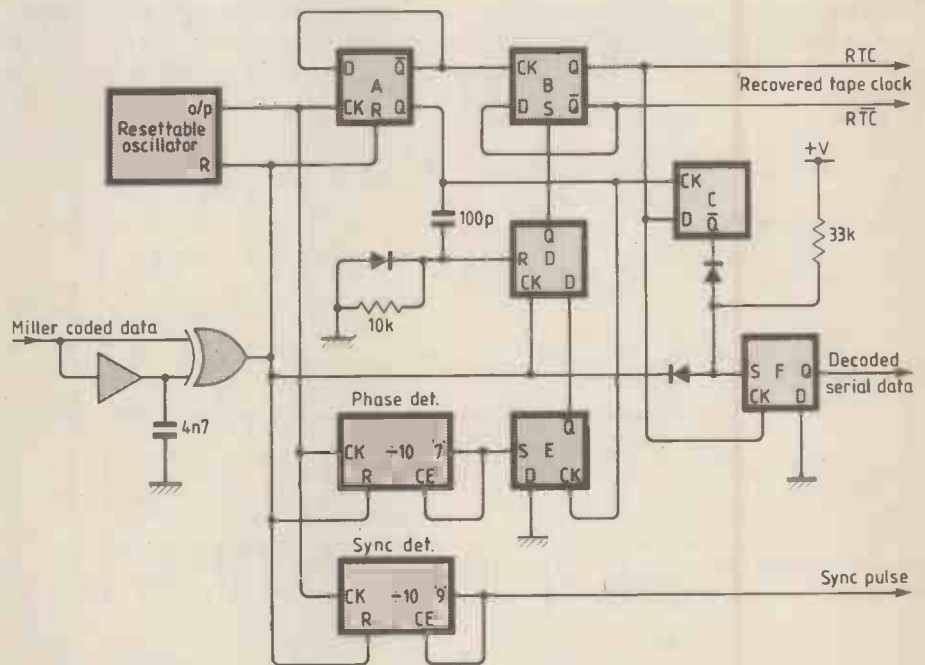 RTC
Recovered tape clock
R͞T͞C͞
D A Q̅
CK R Q
CK Q
B
D S Q̅
o/p
Resettable
oscillator
R
+V
CK
C
D Q̅
33k
100p
Q
R D
CK D
10k
Miller coded data
4n7
S F Q
CK D
Decoded
serial data
Phase det.
CK ÷10 '7'
R CE
Q
S E
D CK
Sync det.
CK ÷10 '9'
R CE
Sync pulse